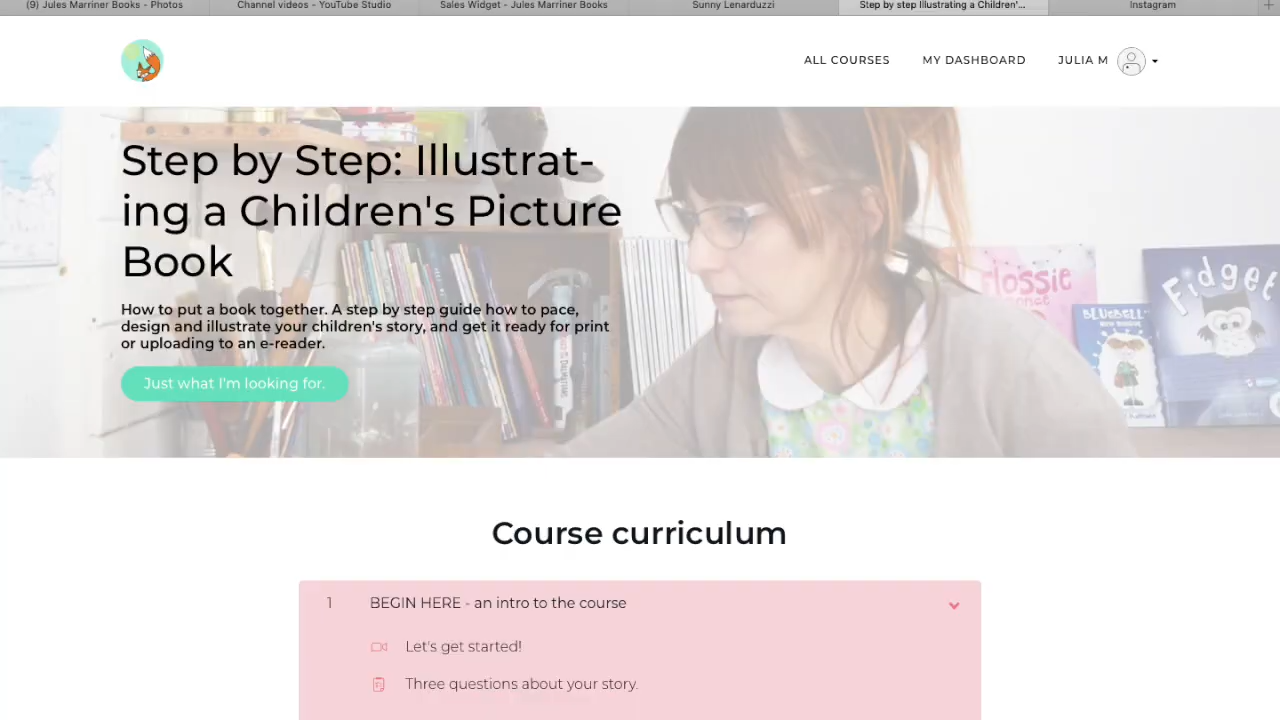 (9) Jules Marriner Books - Photos
Channel videos - YouTube Studio
Sales Widget - Jules Marriner Books
Sunny Lenarduzzi
Step by step Illustrating a Children'...
Instagram
ALL COURSES
MY DASHBOARD
JULIA M
Step by Step: Illustrat-
ing a Children's Picture
Book
How to put a book together. A step by step guide how to pace,
design and illustrate your children's story, and get it ready for print
or uploading to an e-reader.
Just what I'm looking for.
Flossie
Fidget
BLUEBELL
Course curriculum
1 BEGIN HERE - an intro to the course
Let's get started!
Three questions about your story.